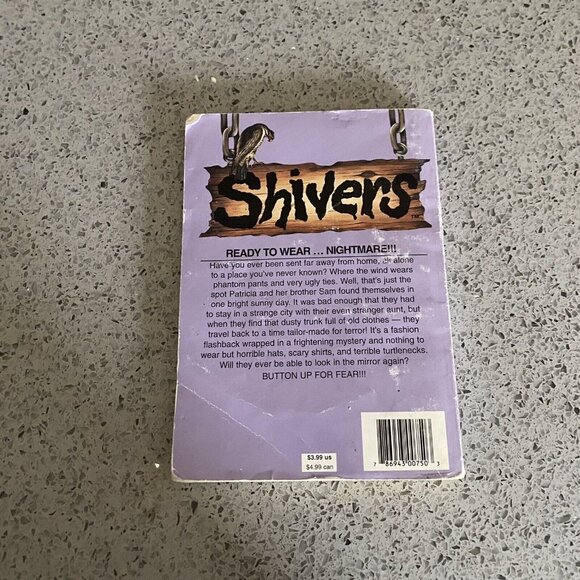 Shivers™
READY TO WEAR ... NIGHTMARE!!!
Have you ever been sent far away from home, all alone
to a place you've never known? Where the wind wears
phantom pants and very ugly ties. Well, that's just the
spot Patricia and her brother Sam found themselves in
one bright sunny day. It was bad enough that they had
to stay in a strange city with their even stranger aunt, but
when they find that dusty trunk full of old clothes — they
travel back to a time tailor-made for terror! It's a fashion
flashback wrapped in a frightening mystery and nothing to
wear but horrible hats, scary shirts, and terrible turtlenecks.
Will they ever be able to look in the mirror again?
BUTTON UP FOR FEAR!!!
$3.99 us
$4.99 can
7 86943 00750 3